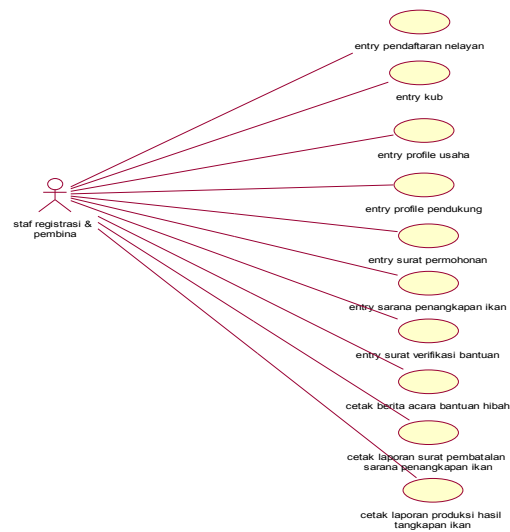 entry pendaftaran nelayan
entry kub
entry profile usaha
entry profile pendukung
staf registrasi &
pembina
entry surat permohonan
entry sarana penangkapan ikan
entry surat verifikasi bantuan
cetak berita acara bantuan hibah
cetak laporan surat pembatalan
sarana penangkapan ikan
cetak laporan produksi hasil
tangkapan ikan